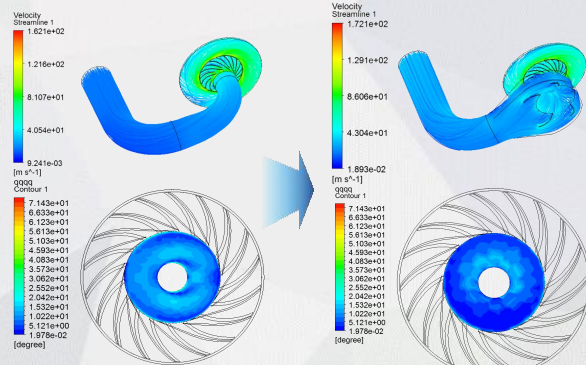 Velocity
Streamline 1
1.621e+02
1.216e+02
8.107e+01
4.054e+01
9.241e-03
[m s^-1]
qqqq
Contour 1
7.143e+01
6.633e+01
6.123e+01
5.613e+01
5.103e+01
4.593e+01
4.083e+01
3.573e+01
3.062e+01
2.552e+01
2.042e+01
1.532e+01
1.022e+01
5.121e+00
1.978e-02
[degree]
Velocity
Streamline 1
1.721e+02
1.291e+02
8.606e+01
4.304e+01
1.893e-02
[m s^-1]
qqqq
Contour 1
7.143e+01
6.633e+01
6.123e+01
5.613e+01
5.103e+01
4.593e+01
4.083e+01
3.573e+01
3.062e+01
2.552e+01
2.042e+01
1.532e+01
1.022e+01
5.121e+00
1.978e-02
[degree]